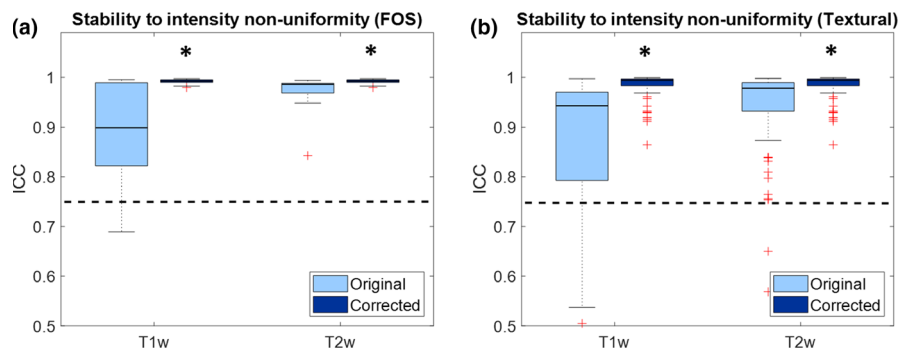 (a)
Stability to intensity non-uniformity (FOS)
*
*
1
0.9
0.8
0.7
0.6
0.5
ICC
Original
Corrected
T1w
T2w
(b)
Stability to intensity non-uniformity (Textural)
*
*
1
0.9
0.8
0.7
0.6
0.5
ICC
Original
Corrected
T1w
T2w